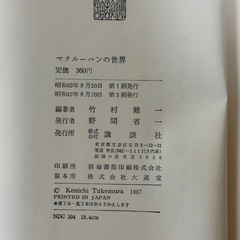 マクルーハンの世界
定価 360円
昭和42年8月20日 第1刷発行
昭和42年9月20日 第5刷発行
編著者 竹村健一
発行者 野間省一
発行所 株式会社 講談社
印刷所
製本所 株式会社大進堂
© Kenichi Takemura 1967
PRINTED IN JAPAN
NDC 304 19.4cm